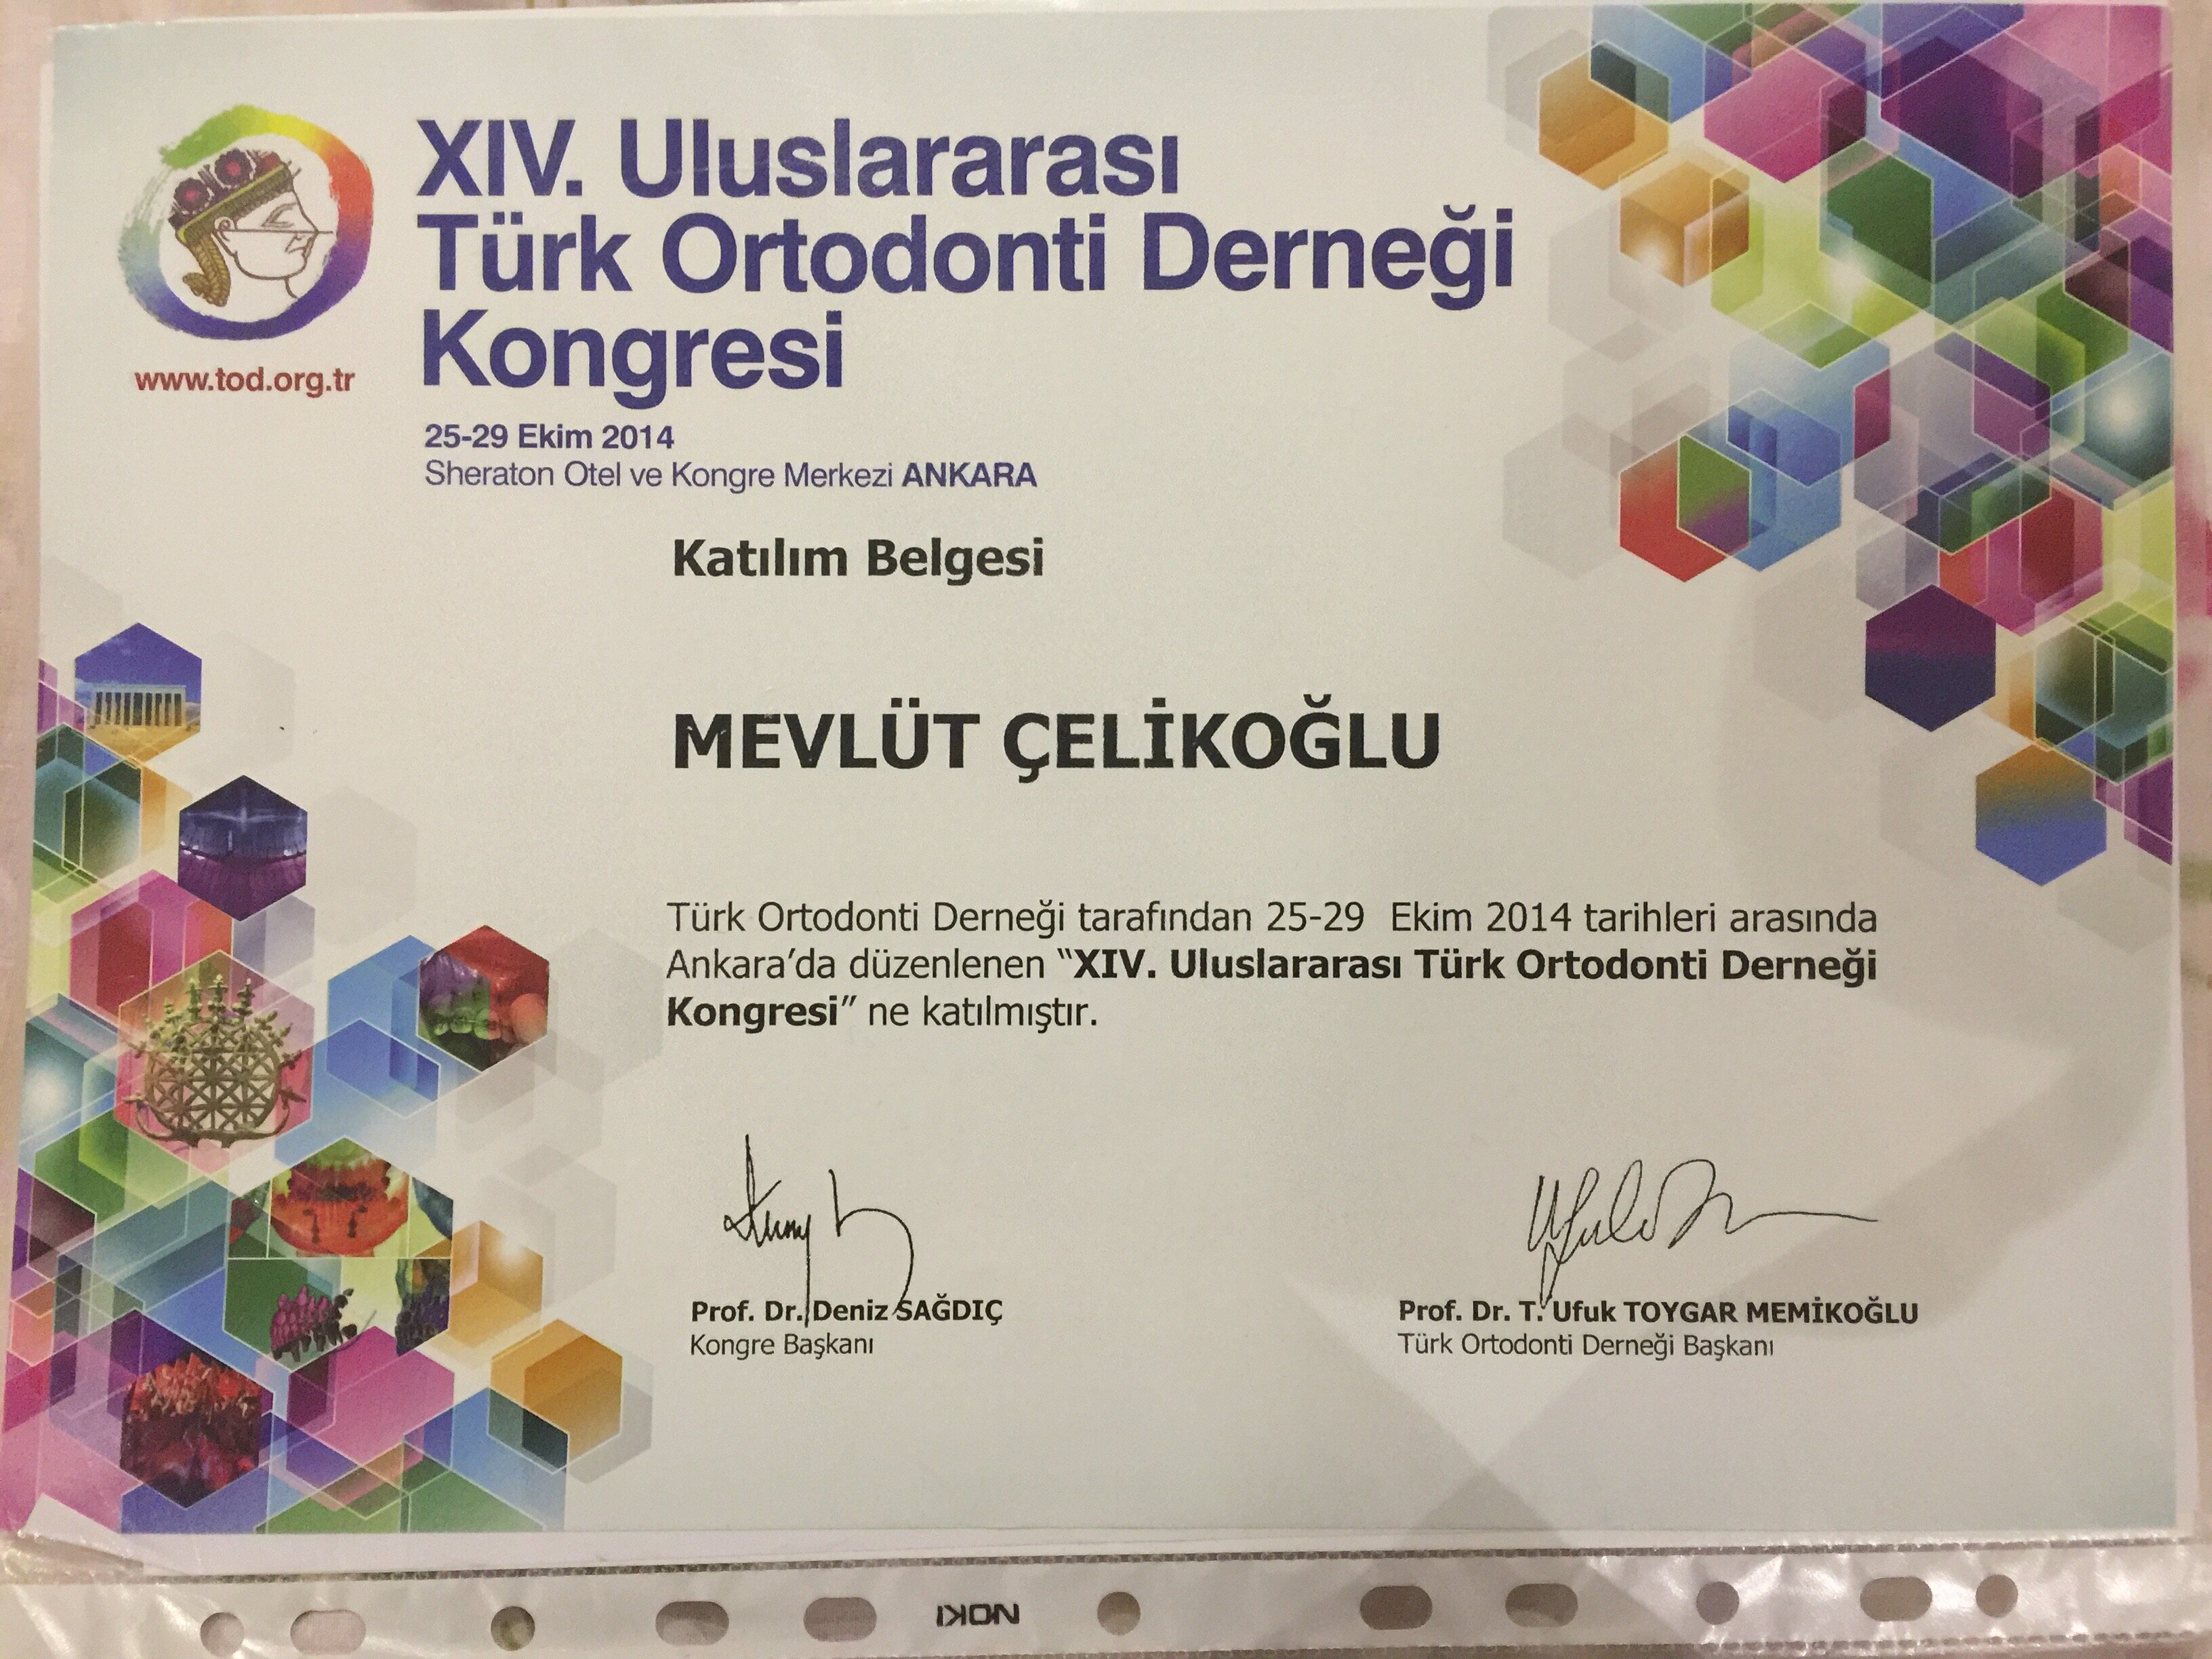 XIV. Uluslararası
Türk Ortodonti Derneği
Kongresi
www.tod.org.tr
25-29 Ekim 2014
Sheraton Otel ve Kongre Merkezi ANKARA
Katılım Belgesi
MEVLÜT ÇELİKOĞLU
Türk Ortodonti Derneği tarafından 25-29 Ekim 2014 tarihleri arasında
Ankara’da düzenlenen “XIV. Uluslararası Türk Ortodonti Derneği
Kongresi” ne katılmıştır.
Prof. Dr. Deniz SAĞDIÇ
Kongre Başkanı
Prof. Dr. T. Ufuk TOYGAR MEMİKOĞLU
Türk Ortodonti Derneği Başkanı
NOKI